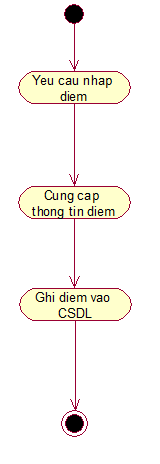 Yeu cau nhap
diem
Cung cap
thong tin diem
Ghi diem vao
CSDL